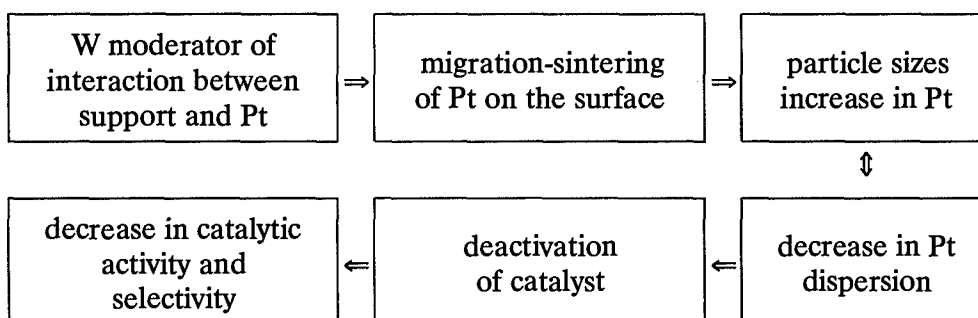 W moderator of
interaction between
support and Pt
⇒
migration-sintering
of Pt on the surface
⇒
particle sizes
increase in Pt
⇕
decrease in Pt
dispersion
⇐
deactivation
of catalyst
⇐
decrease in catalytic
activity and
selectivity